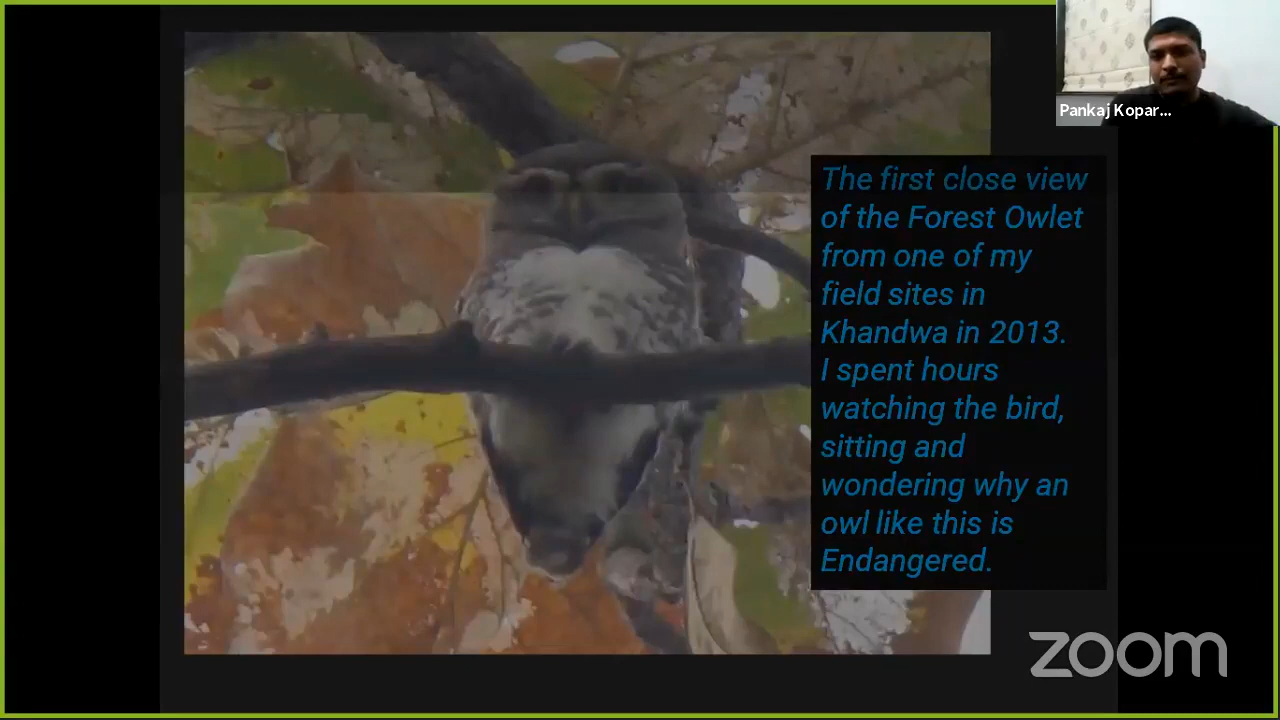 Pankaj Kopar...
The first close view
of the Forest Owlet
from one of my
field sites in
Khandwa in 2013.
I spent hours
watching the bird,
sitting and
wondering why an
owl like this is
Endangered.
zoom